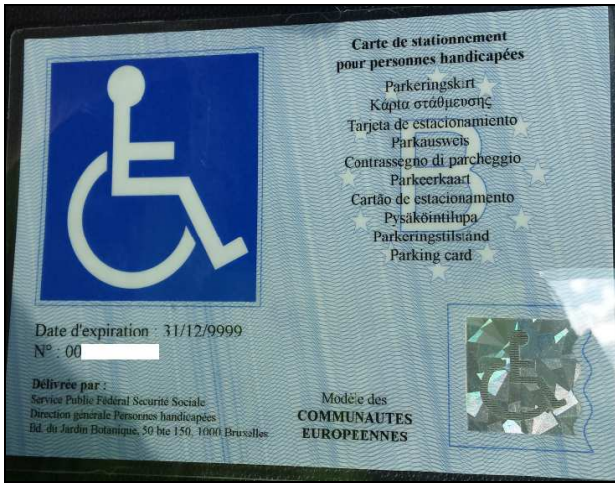 Carte de stationnement
pour personnes handicapées
Parkeringskort
Κάρτα στάθμευσης
Tarjeta de estacionamiento
Parkausweis
Contrassegno di parcheggio
Parkeerkaart
Cartão de estacionamento
Pysäköintilupa
Parkeringstillstånd
Parking card
B
Date d'expiration : 31/12/9999
N° : 00
Délivrée par :
Service Public Fédéral Securité Sociale
Direction générale Personnes handicapées
Bd. du Jardin Botanique, 50 bte 150, 1000 Bruxelles
Modèle des
COMMUNAUTES
EUROPEENNES